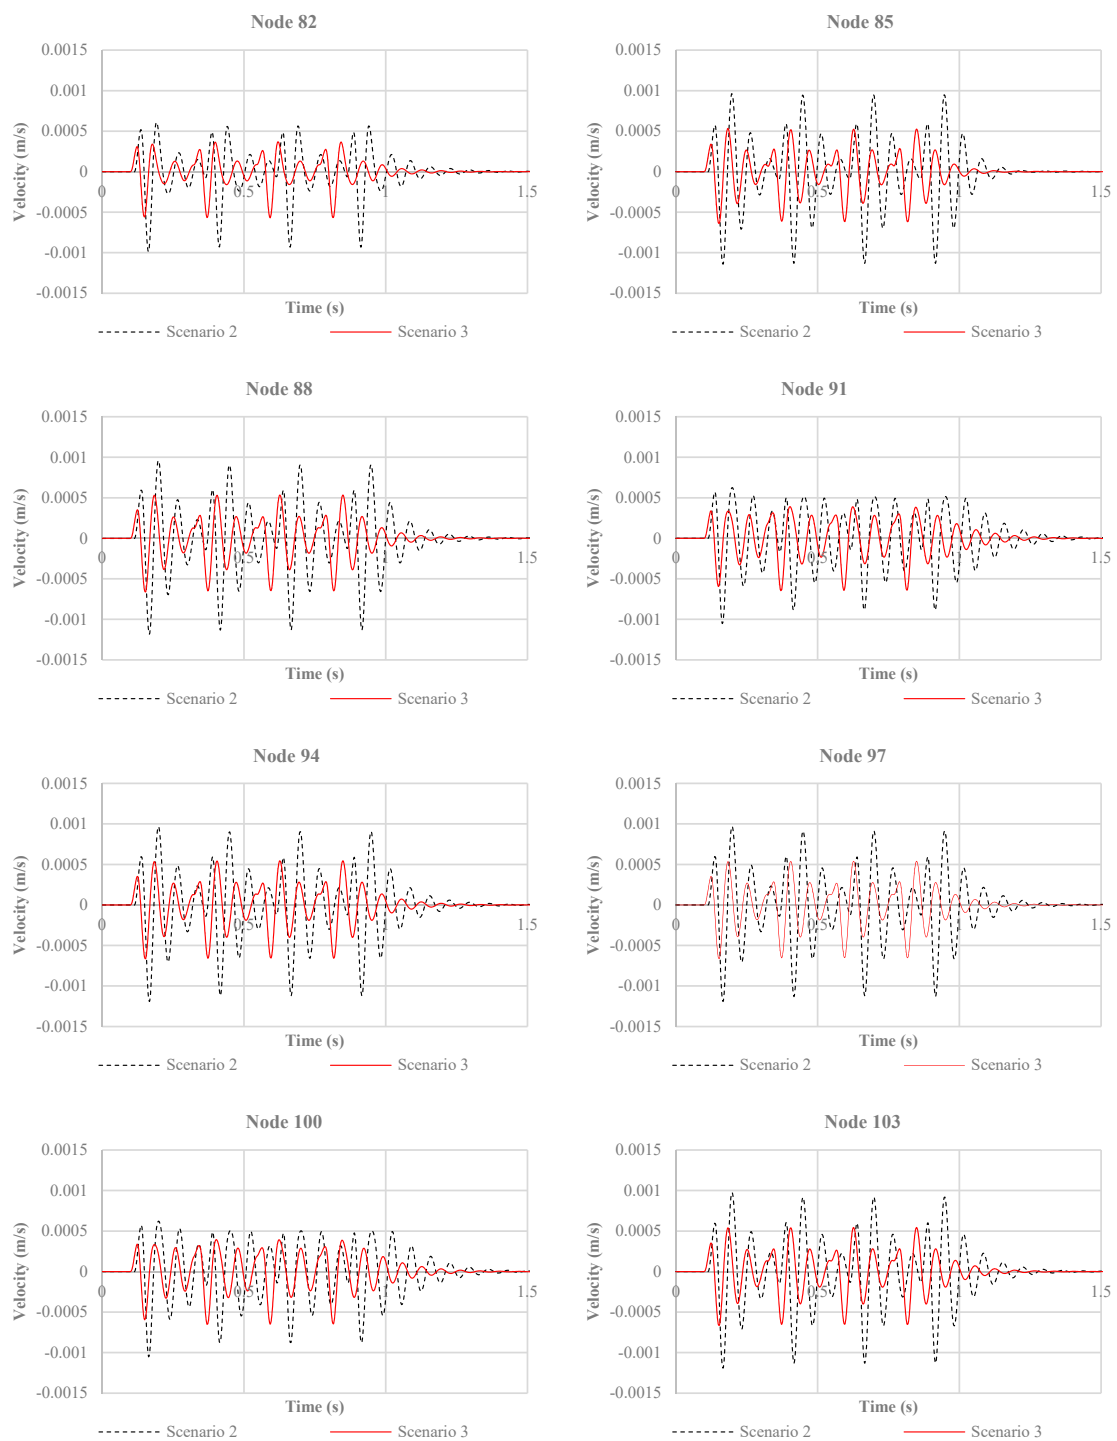 Node 82
0.0015
0.001
0.0005
0
-0.0005
-0.001
-0.0015
0
0.5
1
1.5
Velocity (m/s)
Time (s)
Scenario 2
Scenario 3
Node 85
0.0015
0.001
0.0005
0
-0.0005
-0.001
-0.0015
0
0.5
1
1.5
Velocity (m/s)
Time (s)
Scenario 2
Scenario 3
Node 88
0.0015
0.001
0.0005
0
-0.0005
-0.001
-0.0015
0
0.5
1
1.5
Velocity (m/s)
Time (s)
Scenario 2
Scenario 3
Node 91
0.0015
0.001
0.0005
0
-0.0005
-0.001
-0.0015
0
0.5
1
1.5
Velocity (m/s)
Time (s)
Scenario 2
Scenario 3
Node 94
0.0015
0.001
0.0005
0
-0.0005
-0.001
-0.0015
0
0.5
1
1.5
Velocity (m/s)
Time (s)
Scenario 2
Scenario 3
Node 97
0.0015
0.001
0.0005
0
-0.0005
-0.001
-0.0015
0
0.5
1
1.5
Velocity (m/s)
Time (s)
Scenario 2
Scenario 3
Node 100
0.0015
0.001
0.0005
0
-0.0005
-0.001
-0.0015
0
0.5
1
1.5
Velocity (m/s)
Time (s)
Scenario 2
Scenario 3
Node 103
0.0015
0.001
0.0005
0
-0.0005
-0.001
-0.0015
0
0.5
1
1.5
Velocity (m/s)
Time (s)
Scenario 2
Scenario 3